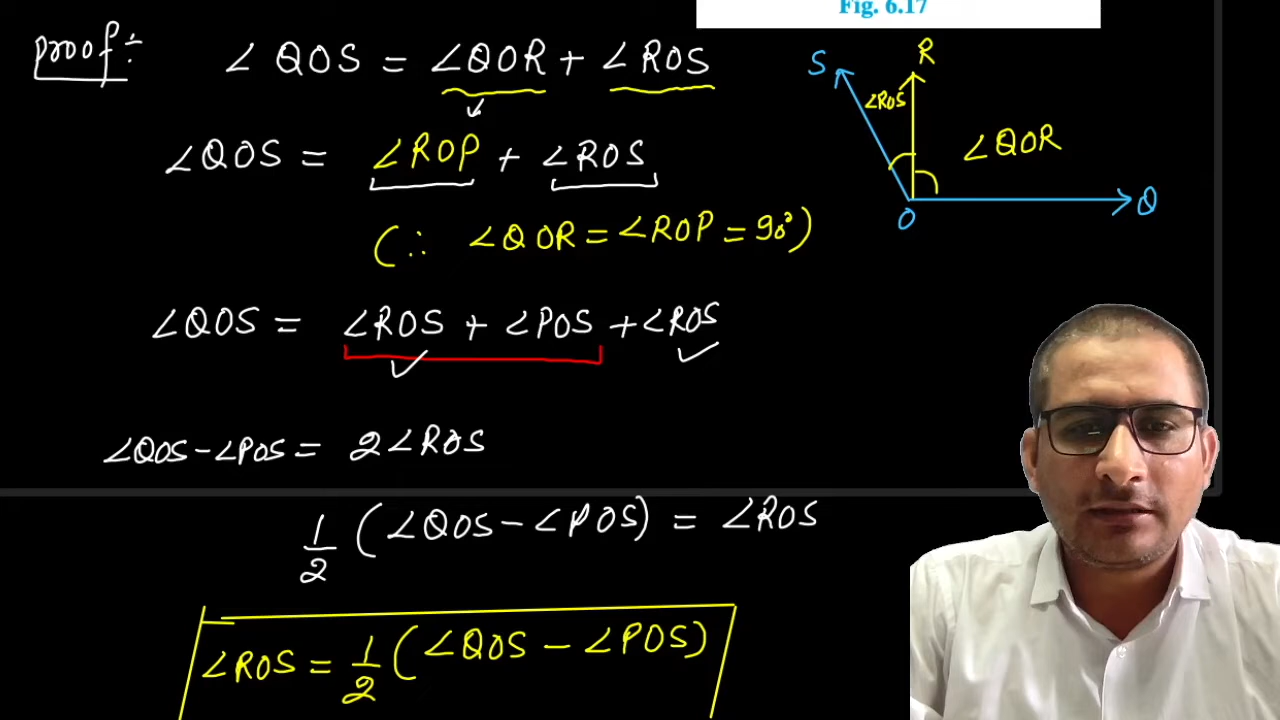 Fig. 6.17
proof:-
∠QOS = ∠QOR + ∠ROS
∠QOS = ∠ROP + ∠ROS
(∵ ∠QOR = ∠ROP = 90°)
∠QOS = ∠ROS + ∠POS + ∠ROS
∠QOS - ∠POS = 2∠ROS
1/2 (∠QOS - ∠POS) = ∠ROS
∠ROS = 1/2 (∠QOS - ∠POS)
S
R
∠ROS
∠QOR
O
Q